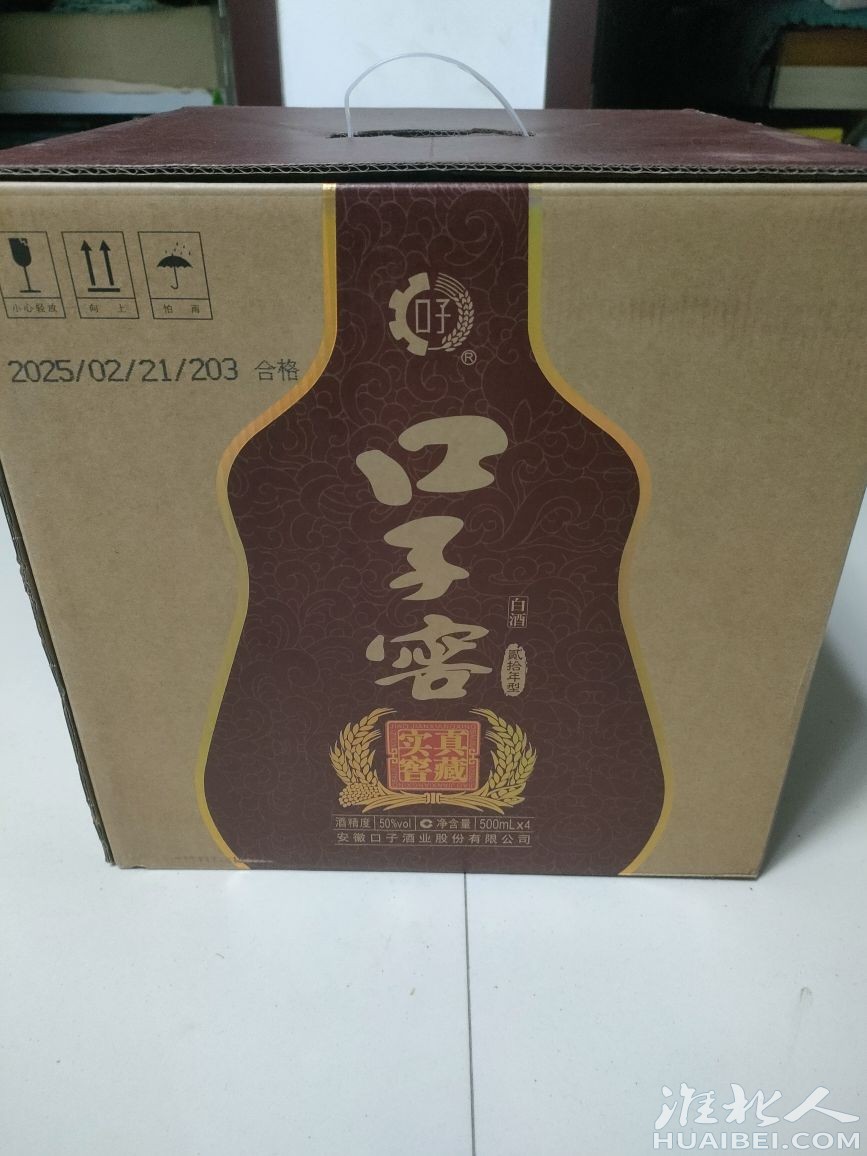 小心轻放
向上
怕雨
2025/02/21/203 合格
口子
®
口子窖
白酒
贰拾年型
真藏
实窖
酒精度 50%vol 净含量 500mL×4
安徽口子酒业股份有限公司
淮北人
HUAIBEI.COM